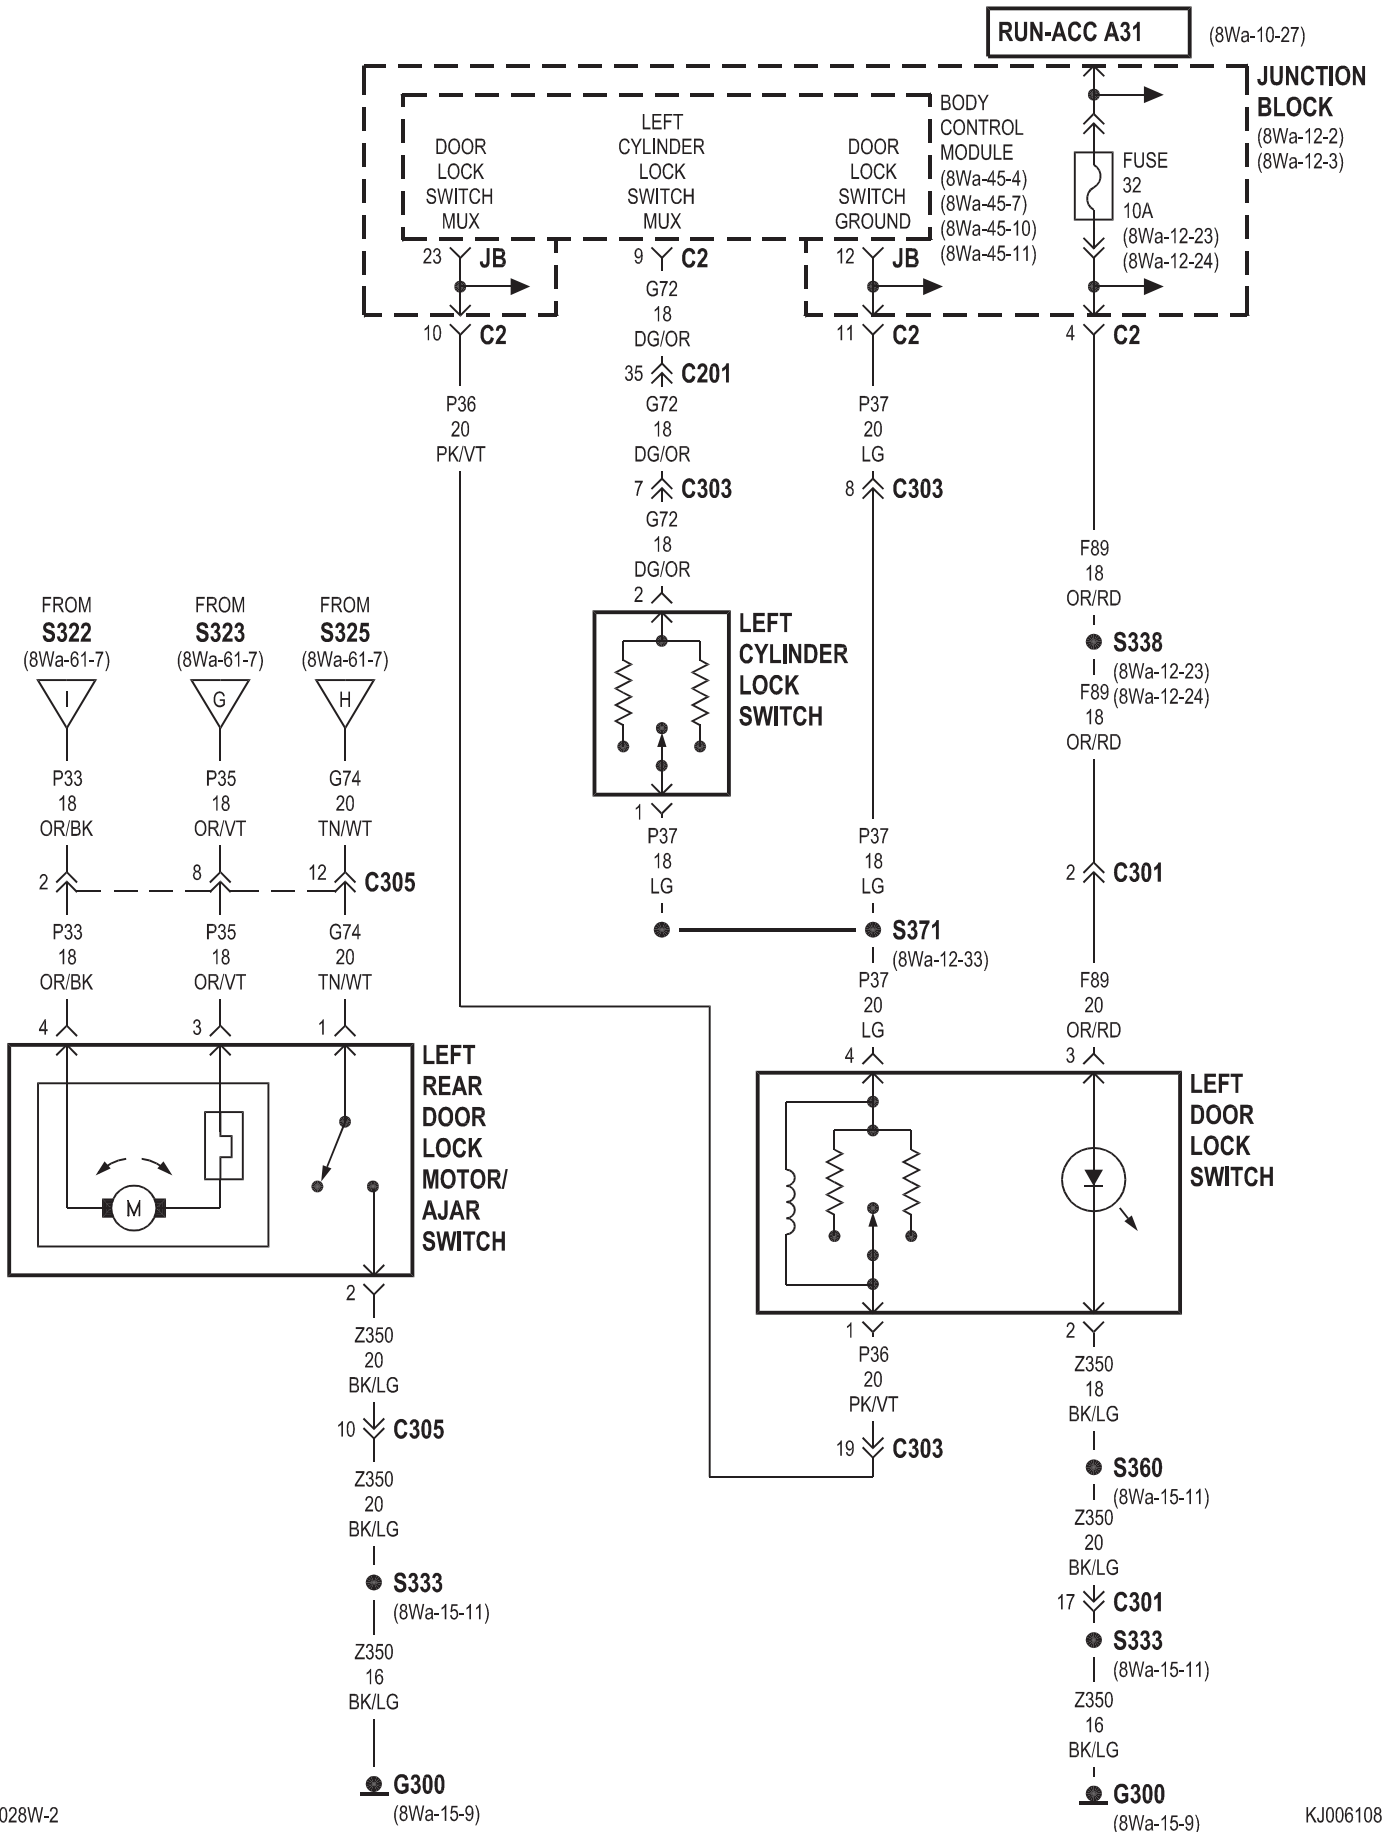 RUN-ACC A31
(8Wa-10-27)
JUNCTION
BLOCK
(8Wa-12-2)
(8Wa-12-3)
BODY
CONTROL
MODULE
(8Wa-45-4)
(8Wa-45-7)
(8Wa-45-10)
(8Wa-45-11)
DOOR
LOCK
SWITCH
MUX
LEFT
CYLINDER
LOCK
SWITCH
MUX
DOOR
LOCK
SWITCH
GROUND
FUSE
32
10A
(8Wa-12-23)
(8Wa-12-24)
23 JB
9 C2
12 JB
10 C2
11 C2
4 C2
G72
18
DG/OR
35 C201
P36
20
PK/VT
G72
18
DG/OR
P37
20
LG
7 C303
8 C303
G72
18
DG/OR
2
F89
18
OR/RD
S338
(8Wa-12-23)
(8Wa-12-24)
F89
18
OR/RD
FROM
S322
(8Wa-61-7)
I
FROM
S323
(8Wa-61-7)
G
FROM
S325
(8Wa-61-7)
H
LEFT
CYLINDER
LOCK
SWITCH
1
P33
18
OR/BK
P35
18
OR/VT
G74
20
TN/WT
P37
18
LG
P37
18
LG
2
8
12
C305
2 C301
S371
(8Wa-12-33)
P33
18
OR/BK
P35
18
OR/VT
G74
20
TN/WT
P37
20
LG
F89
20
OR/RD
4
3
1
4
3
LEFT
REAR
DOOR
LOCK
MOTOR/
AJAR
SWITCH
M
LEFT
DOOR
LOCK
SWITCH
2
1
2
Z350
20
BK/LG
P36
20
PK/VT
Z350
18
BK/LG
10 C305
19 C303
S360
(8Wa-15-11)
Z350
20
BK/LG
Z350
20
BK/LG
S333
(8Wa-15-11)
17 C301
S333
(8Wa-15-11)
Z350
16
BK/LG
Z350
16
BK/LG
G300
(8Wa-15-9)
G300
(8Wa-15-9)
028W-2
KJ006108